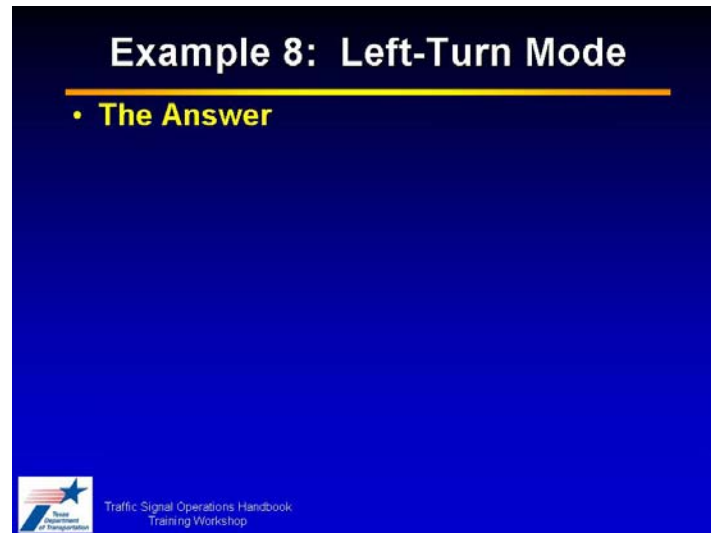 Example 8: Left-Turn Mode
• The Answer
Texas
Department
of Transportation
Traffic Signal Operations Handbook
Training Workshop